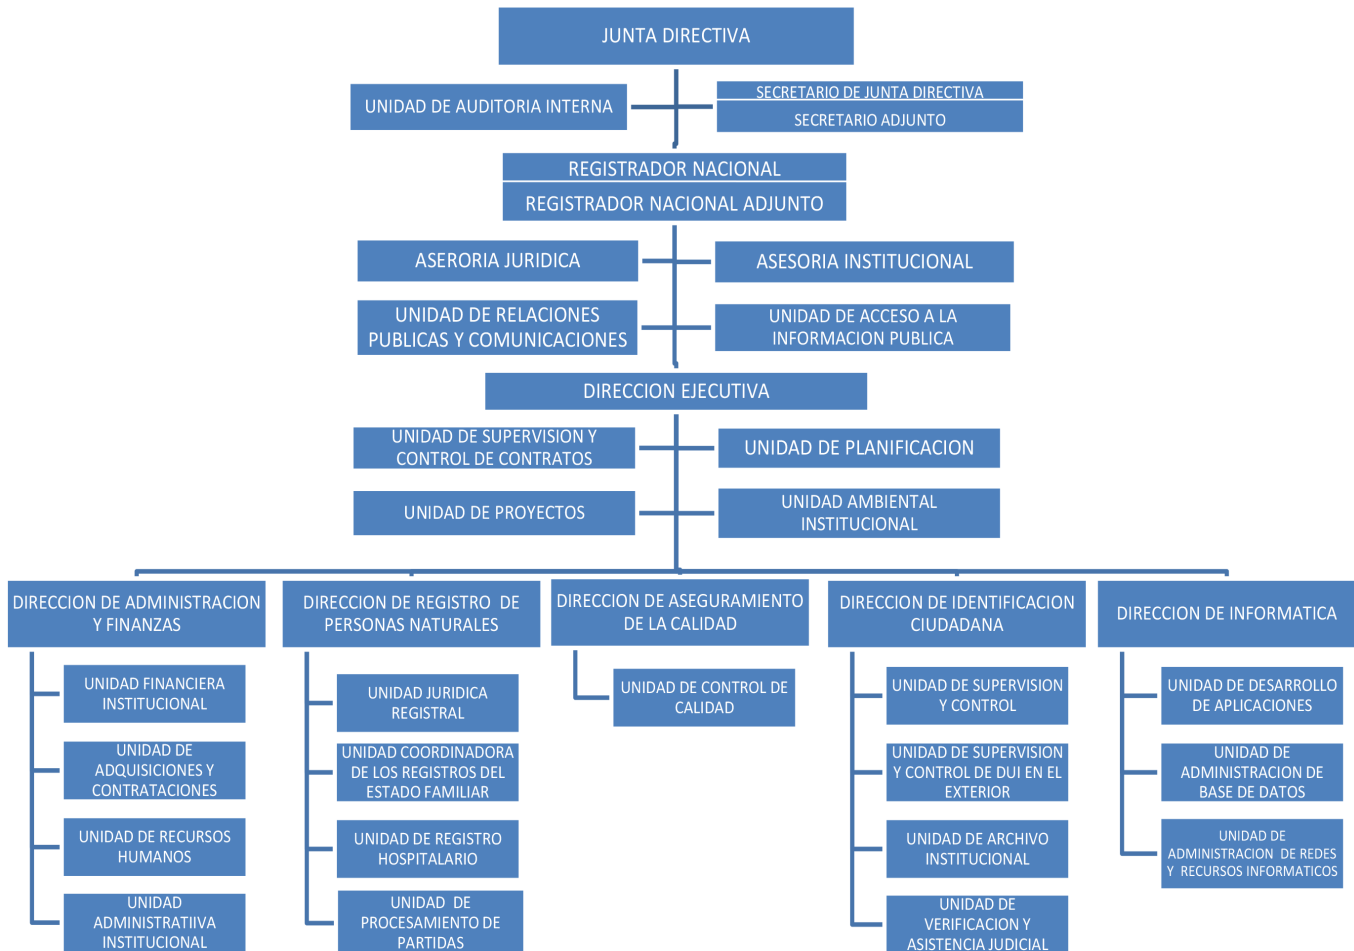 JUNTA DIRECTIVA
UNIDAD DE AUDITORIA INTERNA
SECRETARIO DE JUNTA DIRECTIVA
SECRETARIO ADJUNTO
REGISTRADOR NACIONAL
REGISTRADOR NACIONAL ADJUNTO
ASERORIA JURIDICA
ASESORIA INSTITUCIONAL
UNIDAD DE RELACIONES
PUBLICAS Y COMUNICACIONES
UNIDAD DE ACCESO A LA
INFORMACION PUBLICA
DIRECCION EJECUTIVA
UNIDAD DE SUPERVISION Y
CONTROL DE CONTRATOS
UNIDAD DE PLANIFICACION
UNIDAD DE PROYECTOS
UNIDAD AMBIENTAL
INSTITUCIONAL
DIRECCION DE ADMINISTRACION
Y FINANZAS
UNIDAD FINANCIERA
INSTITUCIONAL
UNIDAD DE
ADQUISICIONES Y
CONTRATACIONES
UNIDAD DE RECURSOS
HUMANOS
UNIDAD
ADMINISTRATIIVA
INSTITUCIONAL
DIRECCION DE REGISTRO DE
PERSONAS NATURALES
UNIDAD JURIDICA
REGISTRAL
UNIDAD COORDINADORA
DE LOS REGISTROS DEL
ESTADO FAMILIAR
UNIDAD DE REGISTRO
HOSPITALARIO
UNIDAD DE
PROCESAMIENTO DE
PARTIDAS
DIRECCION DE ASEGURAMIENTO
DE LA CALIDAD
UNIDAD DE CONTROL DE
CALIDAD
DIRECCION DE IDENTIFICACION
CIUDADANA
UNIDAD DE SUPERVISION
Y CONTROL
UNIDAD DE SUPERVISION
Y CONTROL DE DUI EN EL
EXTERIOR
UNIDAD DE ARCHIVO
INSTITUCIONAL
UNIDAD DE
VERIFICACION Y
ASISTENCIA JUDICIAL
DIRECCION DE INFORMATICA
UNIDAD DE DESARROLLO
DE APLICACIONES
UNIDAD DE
ADMINISTRACION DE
BASE DE DATOS
UNIDAD DE
ADMINISTRACION DE REDES
Y RECURSOS INFORMATICOS